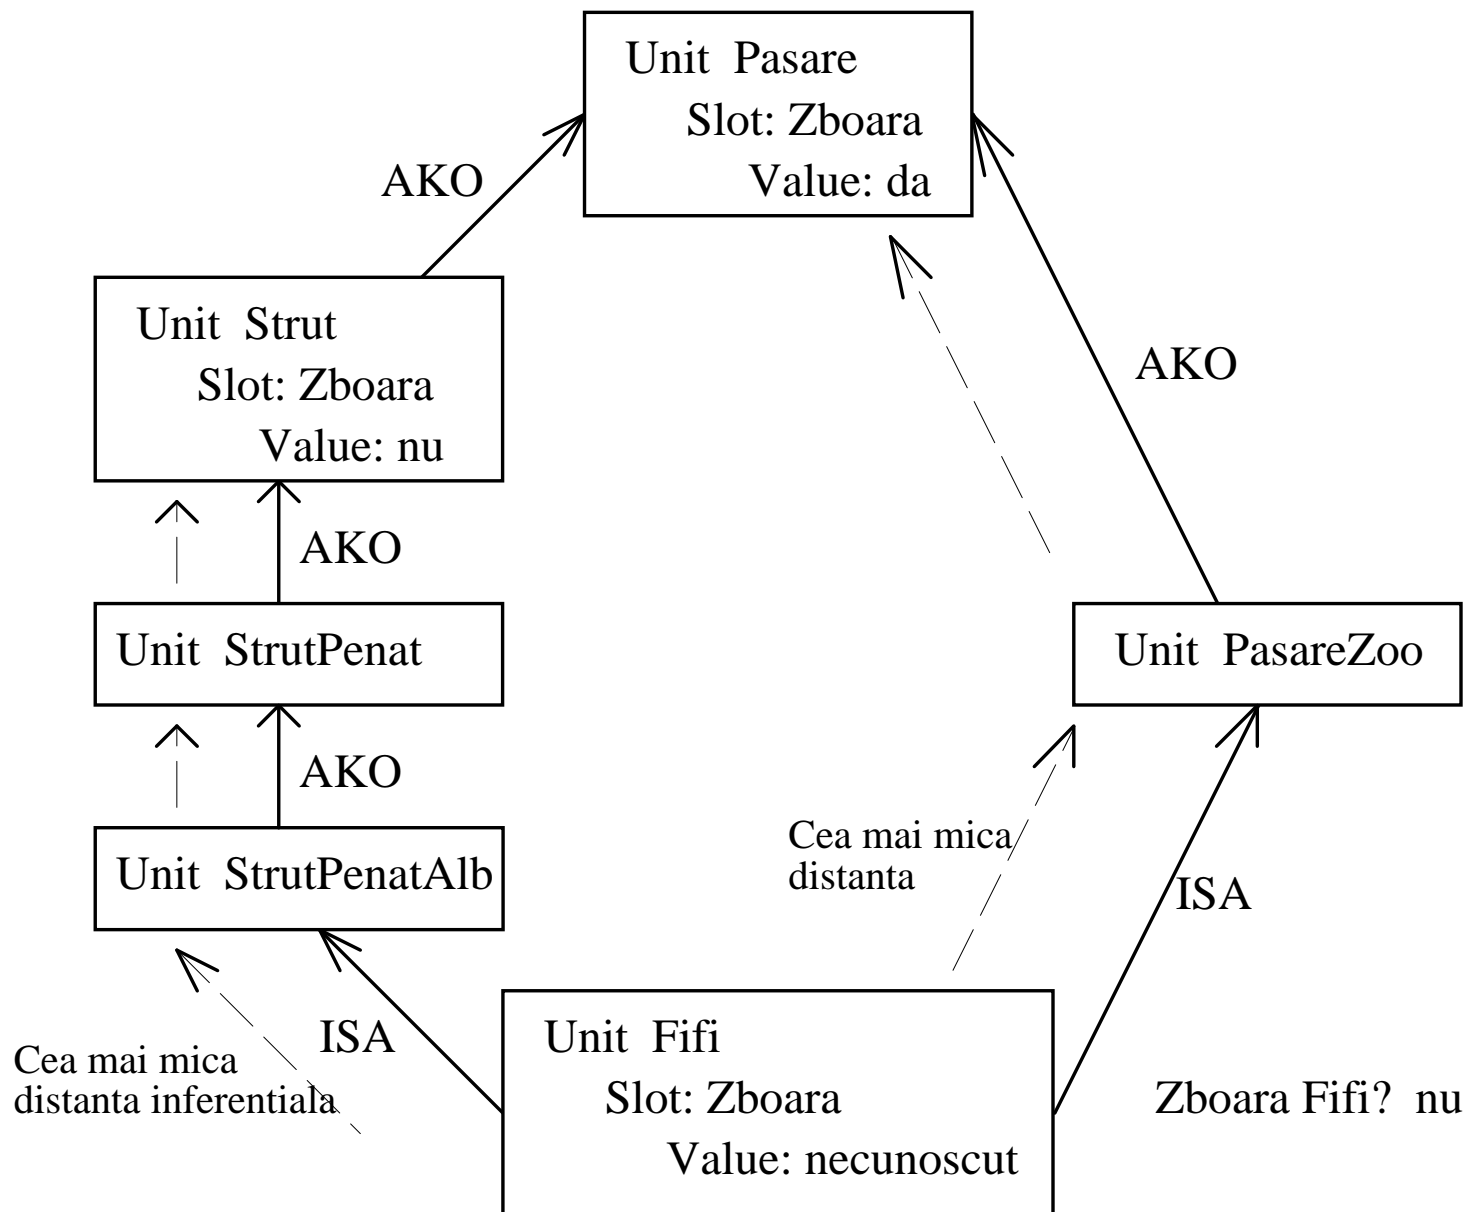 Unit Pasare
Slot: Zboara
Value: da
AKO
Unit Strut
Slot: Zboara
Value: nu
AKO
AKO
Unit StrutPenat
Unit PasareZoo
AKO
Unit StrutPenatAlb
Cea mai mica
distanta
ISA
ISA
Unit Fifi
Slot: Zboara
Value: necunoscut
Cea mai mica
distanta inferentiala
Zboara Fifi? nu